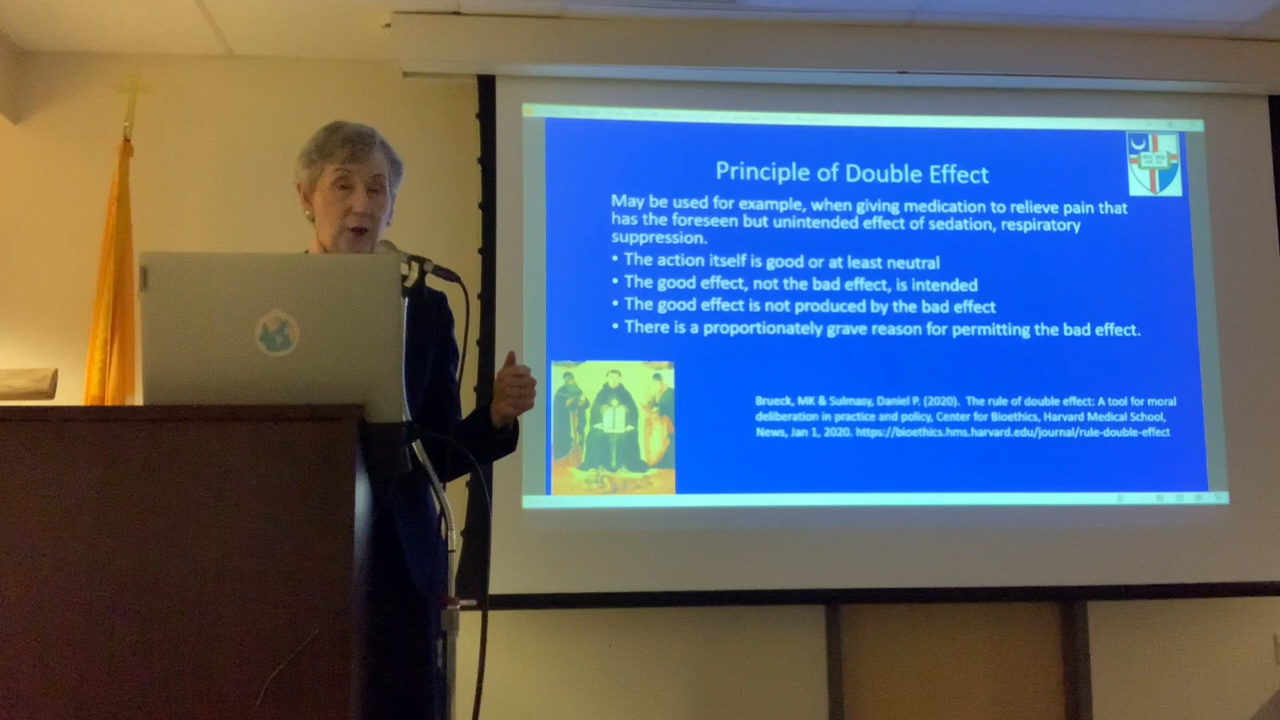 Principle of Double Effect
May be used for example, when giving medication to relieve pain that
has the foreseen but unintended effect of sedation, respiratory
suppression.
• The action itself is good or at least neutral
• The good effect, not the bad effect, is intended
• The good effect is not produced by the bad effect
• There is a proportionately grave reason for permitting the bad effect.
Brueck, MK & Sulmasy, Daniel P. (2020). The rule of double effect: A tool for moral
deliberation in practice and policy, Center for Bioethics, Harvard Medical School,
News, Jan 1, 2020. https://bioethics.hms.harvard.edu/journal/rule-double-effect